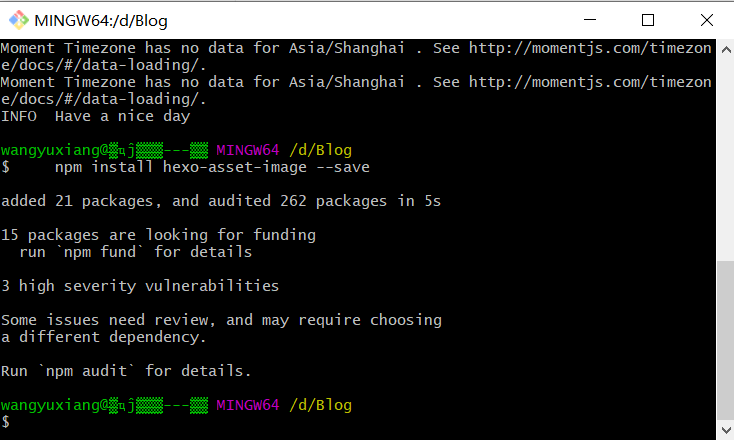 MINGW64:/d/Blog
Moment Timezone has no data for Asia/Shanghai . See http://momentjs.com/timezon
e/docs/#/data-loading/.
Moment Timezone has no data for Asia/Shanghai . See http://momentjs.com/timezon
e/docs/#/data-loading/.
INFO  Have a nice day
wangyuxiang@ MINGW64 /d/Blog
$     npm install hexo-asset-image --save
added 21 packages, and audited 262 packages in 5s
15 packages are looking for funding
  run `npm fund` for details
3 high severity vulnerabilities
Some issues need review, and may require choosing
a different dependency.
Run `npm audit` for details.
wangyuxiang@ MINGW64 /d/Blog
$